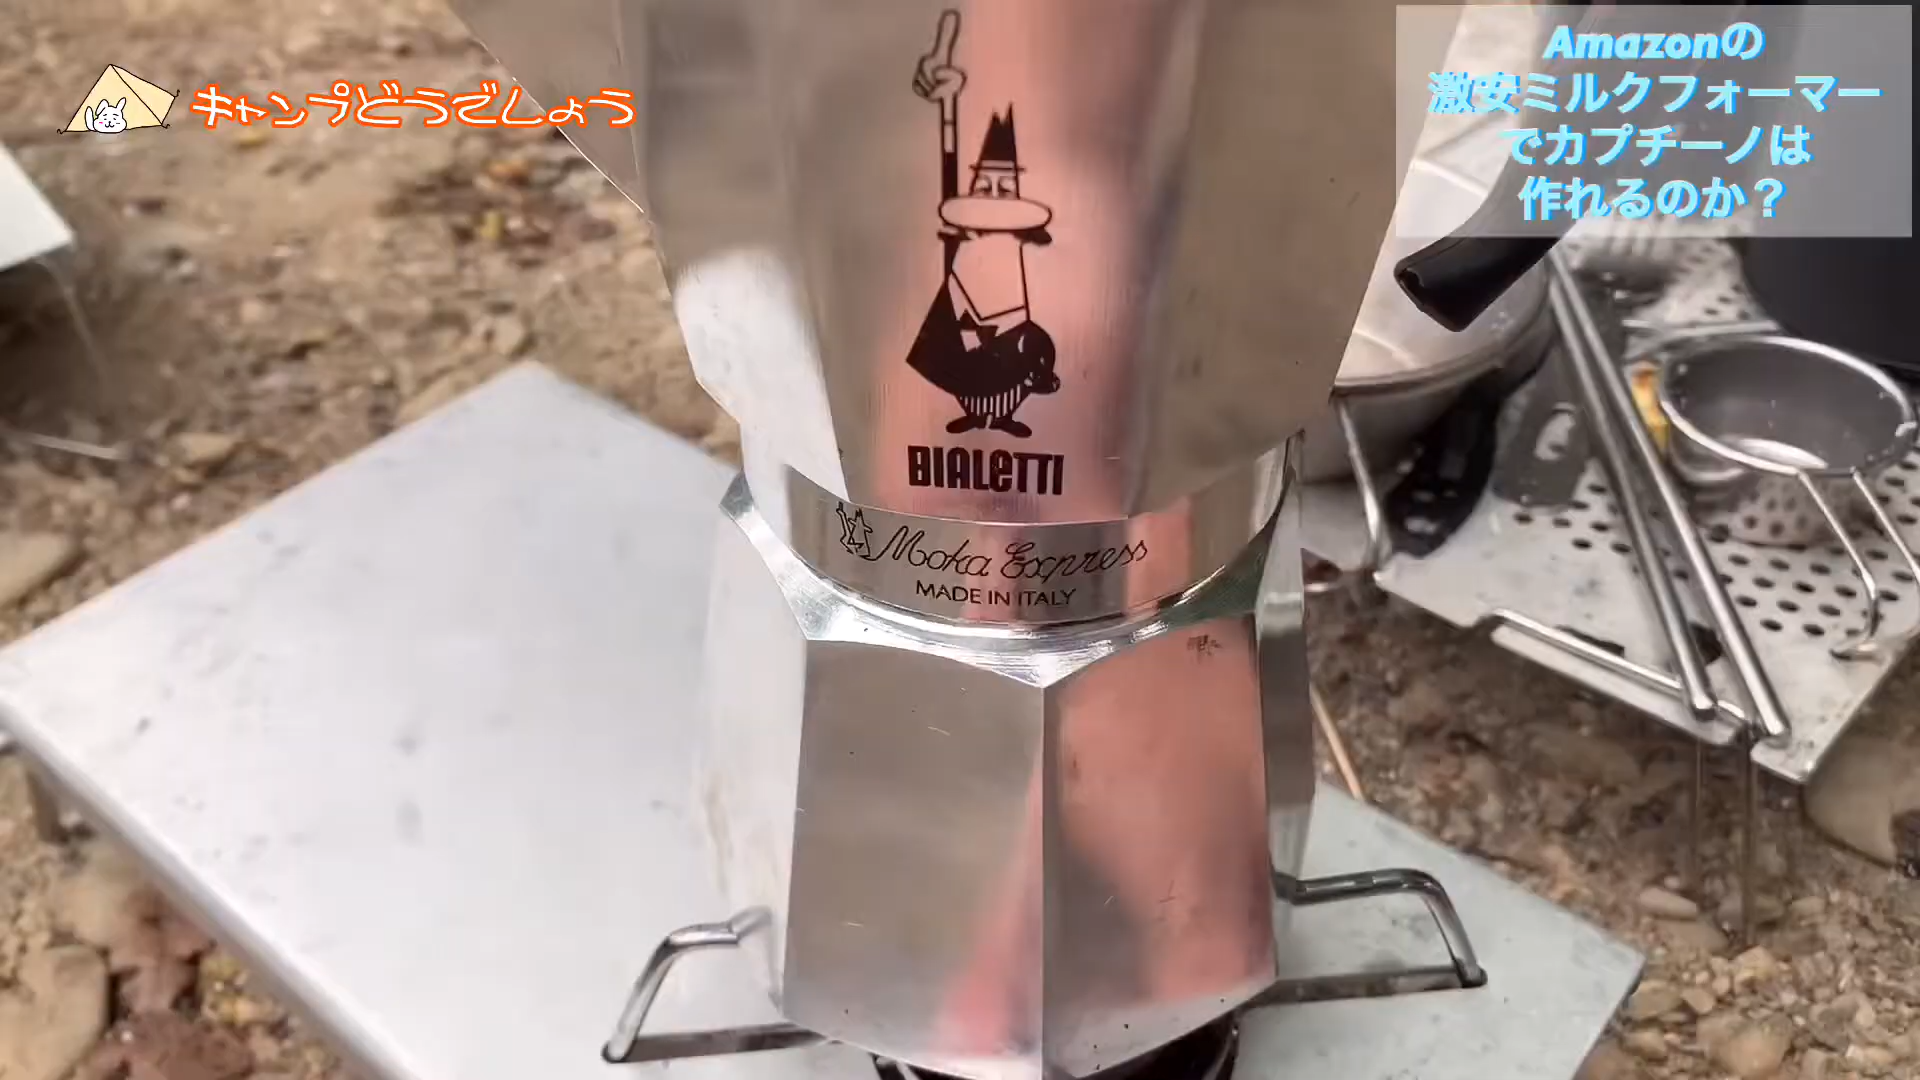 キャンプどうでしょう
Amazonの
激安ミルクフォーマー
でカプチーノは
作れるのか？
BIALETTI
Moka Express
MADE IN ITALY